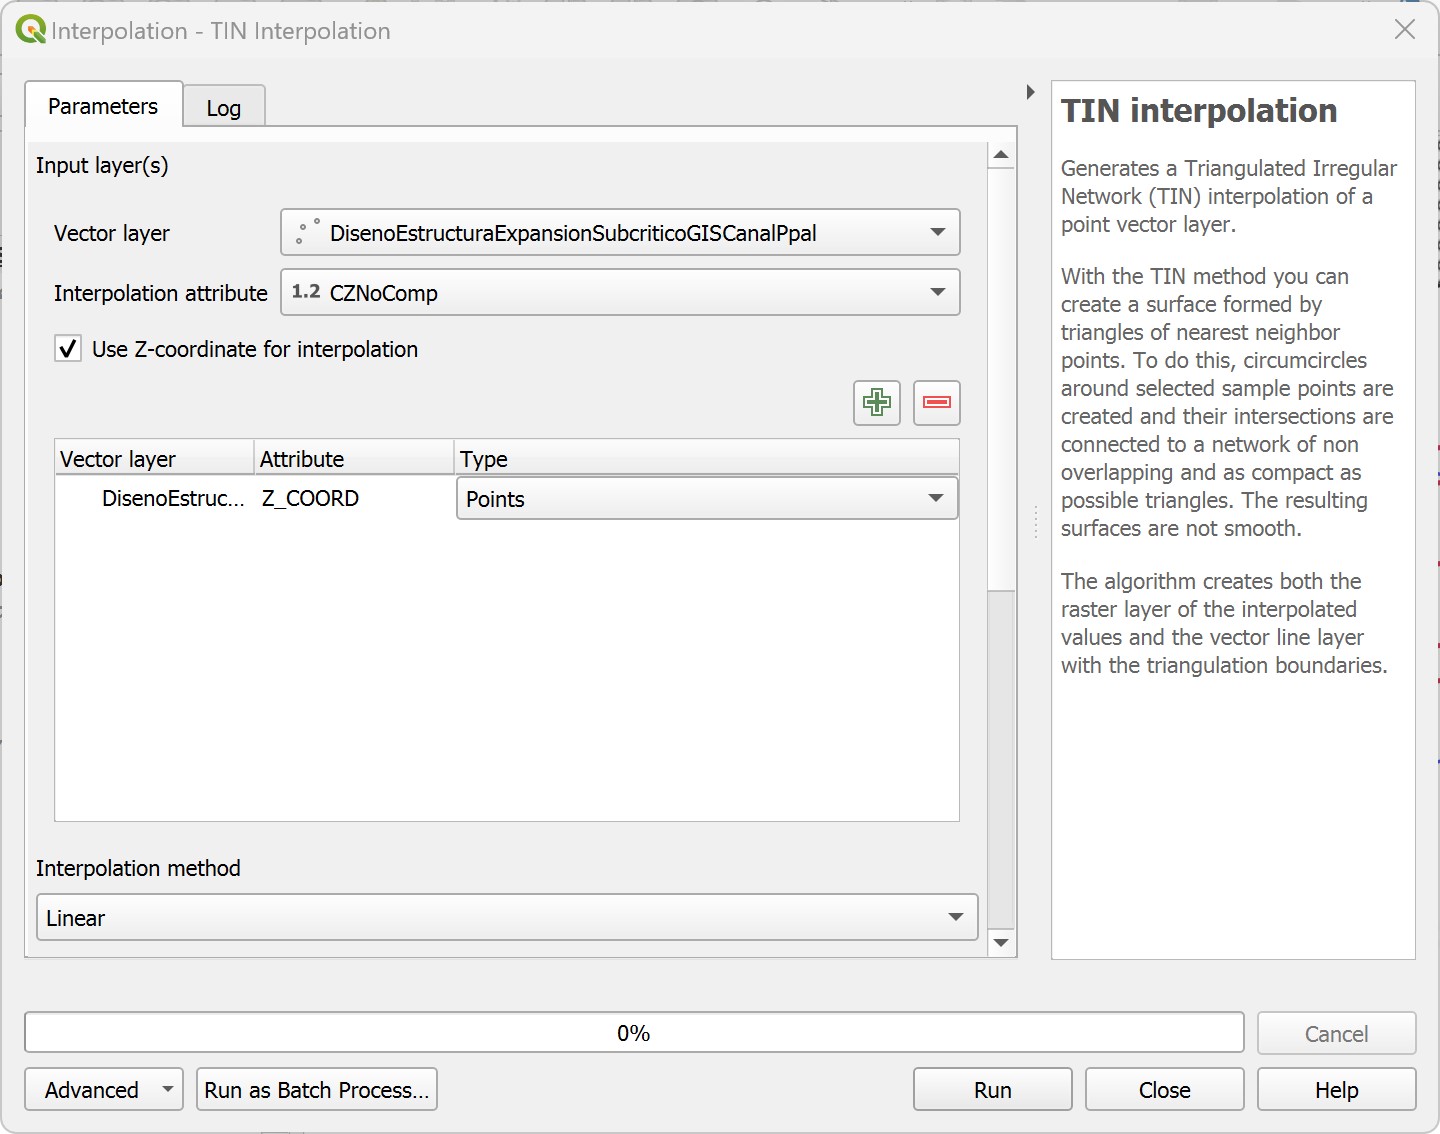 Interpolation - TIN Interpolation
Parameters
Log
Input layer(s)
Vector layer
DisenoEstructuraExpansionSubcriticoGISCanalPpal
Interpolation attribute
1.2 CZNoComp
Use Z-coordinate for interpolation
Vector layer Attribute Type
DisenoEstruc... Z_COORD Points
Interpolation method
Linear
TIN interpolation
Generates a Triangulated Irregular
Network (TIN) interpolation of a
point vector layer.
With the TIN method you can
create a surface formed by
triangles of nearest neighbor
points. To do this, circumcircles
around selected sample points are
created and their intersections are
connected to a network of non
overlapping and as compact as
possible triangles. The resulting
surfaces are not smooth.
The algorithm creates both the
raster layer of the interpolated
values and the vector line layer
with the triangulation boundaries.
0%
Cancel
Advanced
Run as Batch Process...
Run
Close
Help